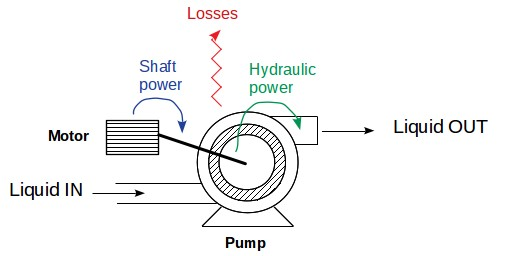 Losses
Shaft
power
Hydraulic
power
Motor
Liquid OUT
Liquid IN
Pump